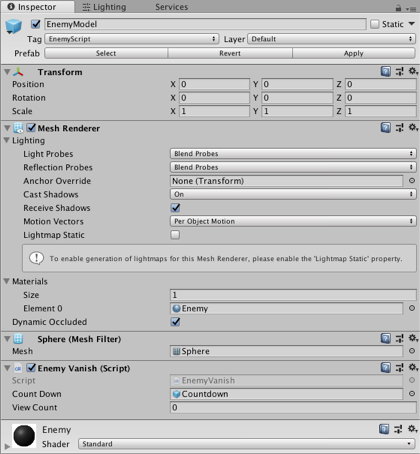 Inspector Lighting Services
EnemyModel Static
Tag EnemyScript Layer Default
Prefab Select Revert Apply
Transform
Position X 0 Y 0 Z 0
Rotation X 0 Y 0 Z 0
Scale X 1 Y 1 Z 1
Mesh Renderer
Lighting
Light Probes Blend Probes
Reflection Probes Blend Probes
Anchor Override None (Transform)
Cast Shadows On
Receive Shadows
Motion Vectors Per Object Motion
Lightmap Static
To enable generation of lightmaps for this Mesh Renderer, please enable the 'Lightmap Static' property.
Materials
Size 1
Element 0 Enemy
Dynamic Occluded
Sphere (Mesh Filter)
Mesh Sphere
Enemy Vanish (Script)
Script EnemyVanish
Count Down Countdown
View Count 0
Enemy
Shader Standard